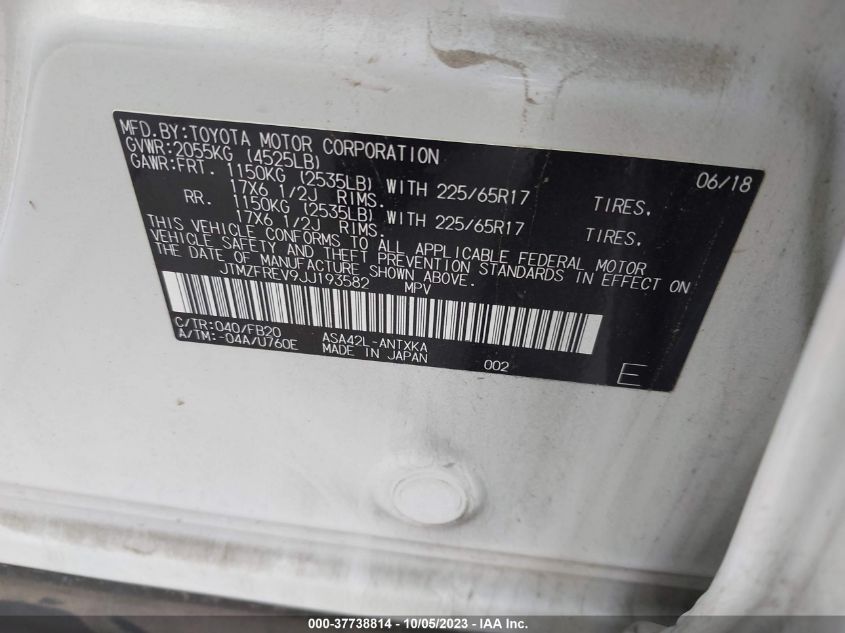 MFD.BY:TOYOTA MOTOR CORPORATION 06/18
GVWR:2055KG (4525LB)
GAWR:FRT. 1150KG (2535LB) WITH 225/65R17 TIRES,
17X6 1/2J RIMS.
RR. 1150KG (2535LB) WITH 225/65R17 TIRES,
17X6 1/2J RIMS.
THIS VEHICLE CONFORMS TO ALL APPLICABLE FEDERAL MOTOR
VEHICLE SAFETY AND THEFT PREVENTION STANDARDS IN EFFECT ON
THE DATE OF MANUFACTURE SHOWN ABOVE.
JTMZFREV9JJ193582 MPV
C/TR:040/FB20 ASA42L-ANTXKA
A/TM:-04A/U760E MADE IN JAPAN 002 E
000-37738814 - 10/05/2023 - IAA Inc.